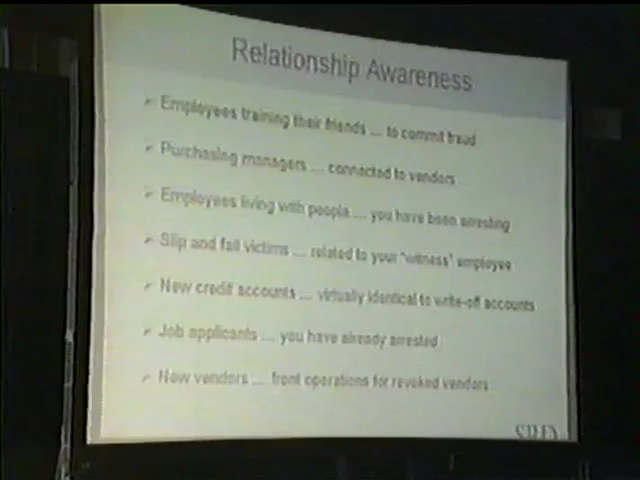 Relationship Awareness
Employees training their friends ... to commit fraud
Purchasing managers ... connected to vendors
Employees living with people ... you have been arresting
Slip and fall victims ... related to your "witness" employee
New credit accounts ... virtually identical to write-off accounts
Job applicants ... you have already arrested
New vendors ... front operations for revoked vendors